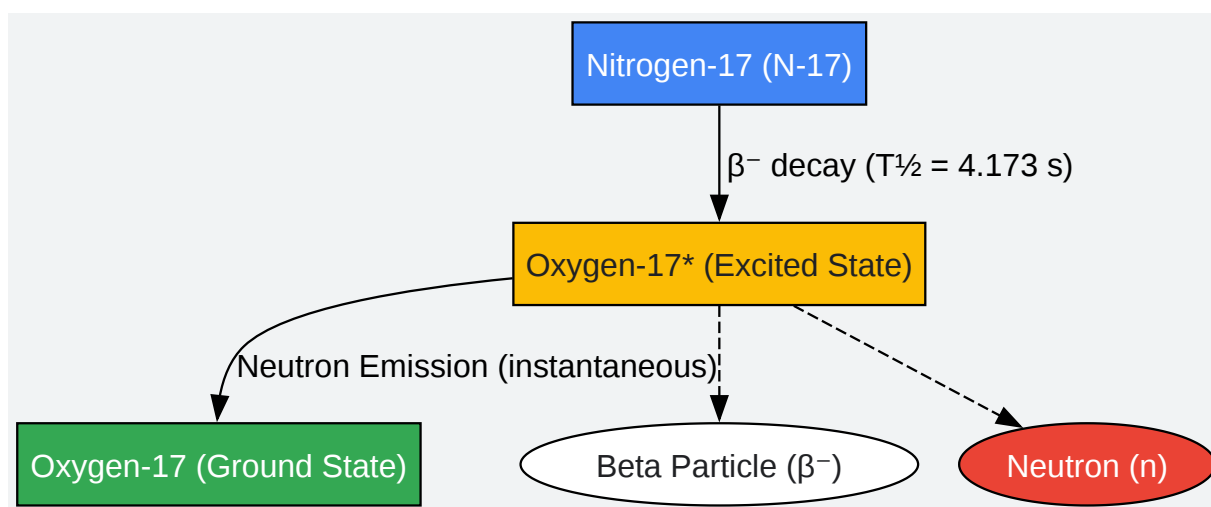 Nitrogen-17 (N-17)
β⁻ decay (T½ = 4.173 s)
Oxygen-17* (Excited State)
Neutron Emission (instantaneous)
Oxygen-17 (Ground State)
Beta Particle (β⁻)
Neutron (n)